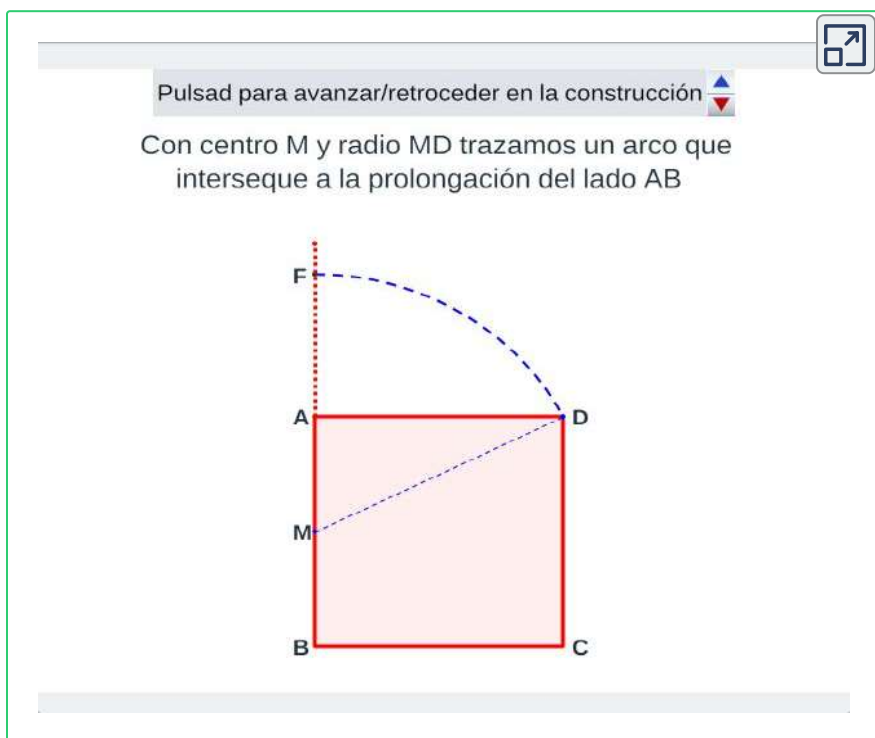 Pulsad para avanzar/retroceder en la construcción
Con centro M y radio MD trazamos un arco que
interseque a la prolongación del lado AB
F
A
D
M
B
C